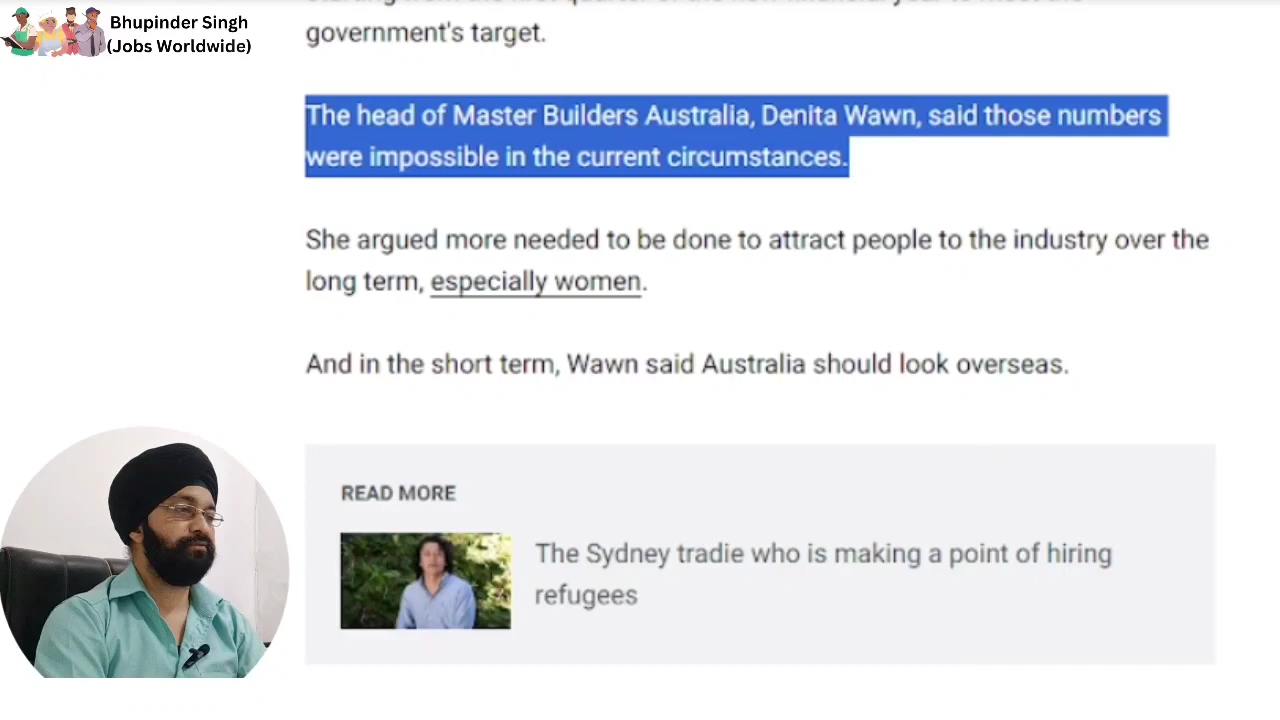 Bhupinder Singh
(Jobs Worldwide)
government's target.
The head of Master Builders Australia, Denita Wawn, said those numbers
were impossible in the current circumstances.
She argued more needed to be done to attract people to the industry over the
long term, especially women.
And in the short term, Wawn said Australia should look overseas.
READ MORE
The Sydney tradie who is making a point of hiring
refugees